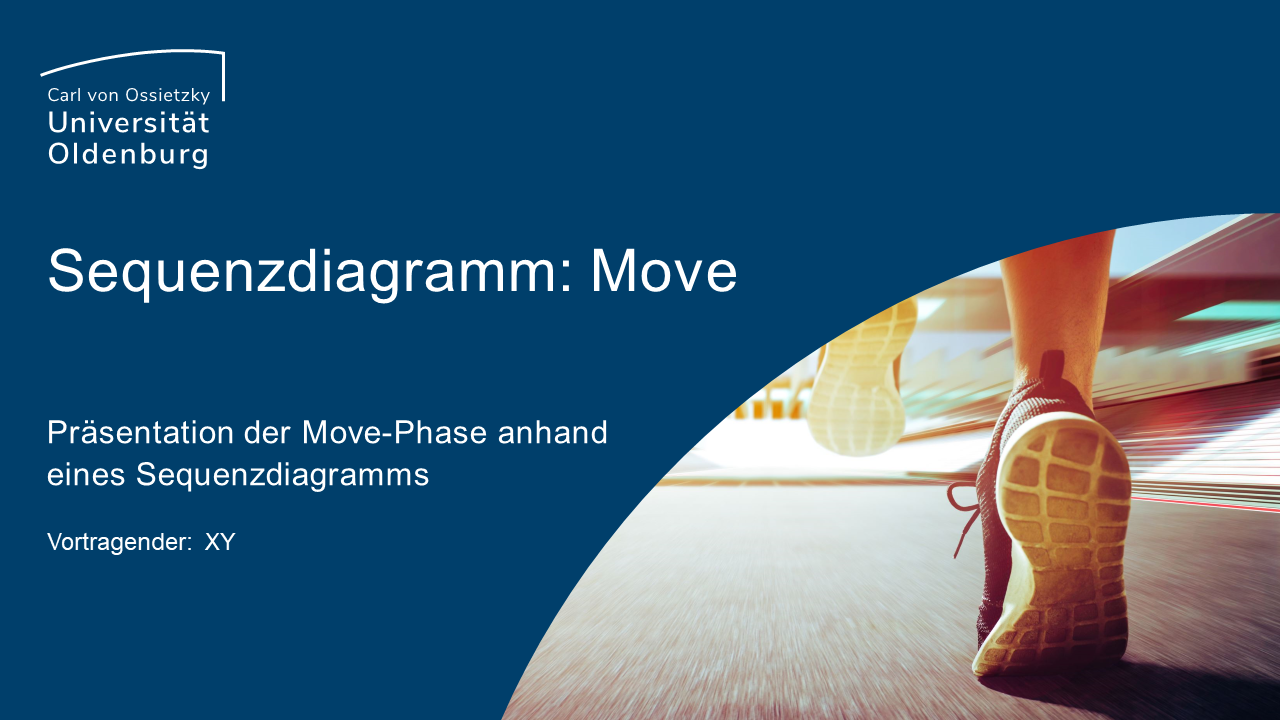 Carl von Ossietzky
Universität
Oldenburg
Sequenzdiagramm: Move
Präsentation der Move-Phase anhand
eines Sequenzdiagramms
Vortragender: XY